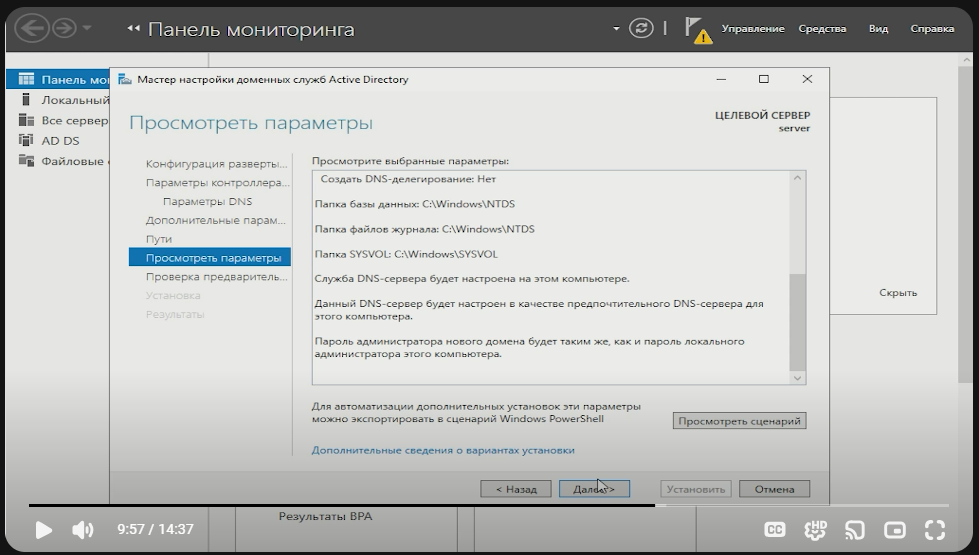 Панель мониторинга
Управление Средства Вид Справка
Панель мо
Локальный
Все сервер
AD DS
Файловые
Мастер настройки доменных служб Active Directory
Просмотреть параметры
ЦЕЛЕВОЙ СЕРВЕР
server
Конфигурация разверты...
Параметры контроллера...
Параметры DNS
Дополнительные парам...
Пути
Просмотреть параметры
Проверка предваритель...
Установка
Результаты
Просмотрите выбранные параметры:
Создать DNS-делегирование: Нет
Папка базы данных: C:\Windows\NTDS
Папка файлов журнала: C:\Windows\NTDS
Папка SYSVOL: C:\Windows\SYSVOL
Служба DNS-сервера будет настроена на этом компьютере.
Данный DNS-сервер будет настроен в качестве предпочтительного DNS-сервера для
этого компьютера.
Пароль администратора нового домена будет таким же, как и пароль локального
администратора этого компьютера.
Для автоматизации дополнительных установок эти параметры
можно экспортировать в сценарий Windows PowerShell
Просмотреть сценарий
Дополнительные сведения о вариантах установки
< Назад Далее > Установить Отмена
Скрыть
Результаты BPA
9:57 / 14:37
CC HD